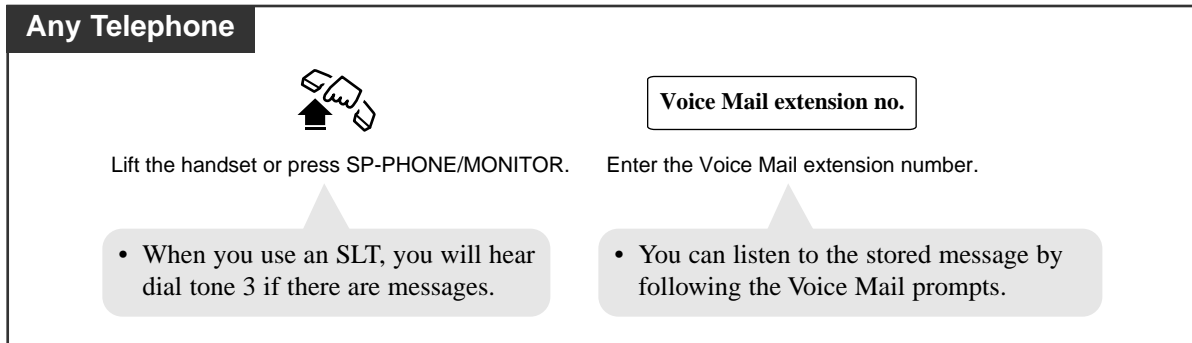 Any Telephone
Voice Mail extension no.
Lift the handset or press SP-PHONE/MONITOR.
Enter the Voice Mail extension number.
• When you use an SLT, you will hear
dial tone 3 if there are messages.
• You can listen to the stored message by
following the Voice Mail prompts.